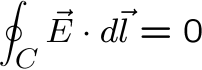 ∮_C E⃗ · dl⃗ = 0